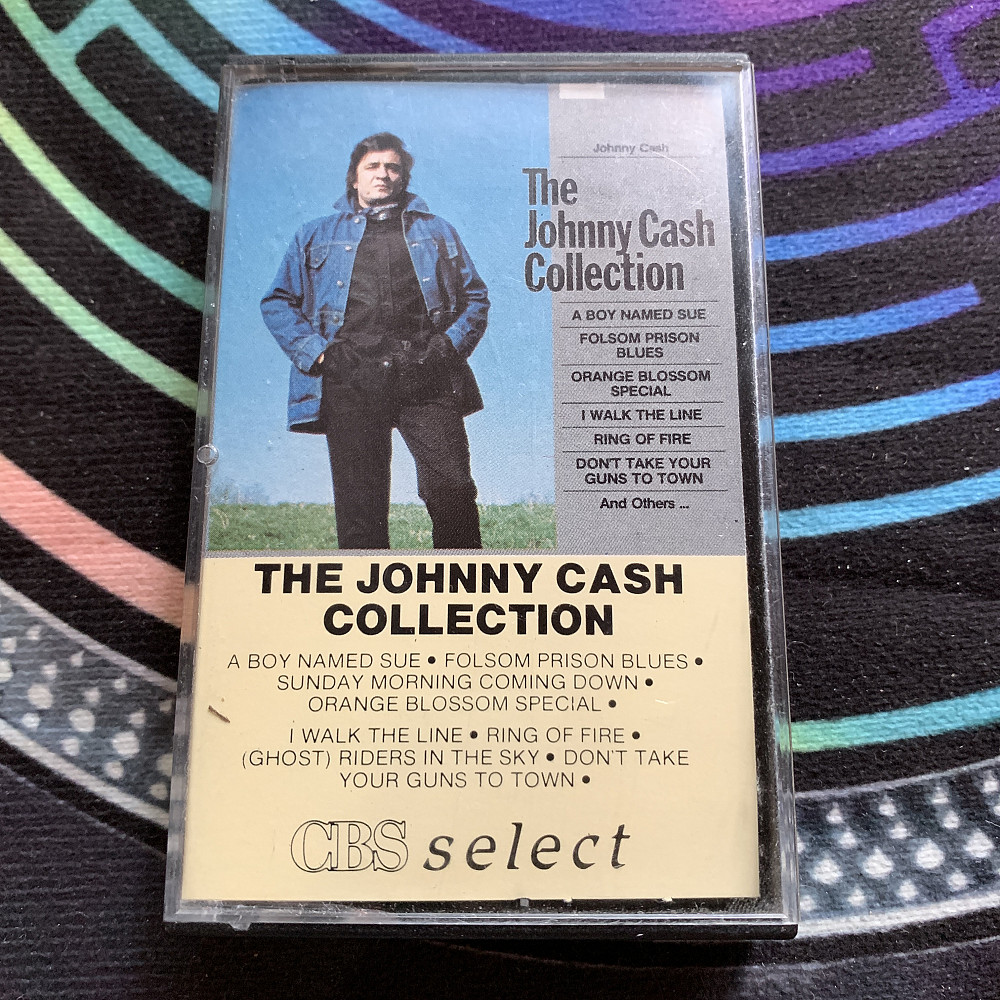 Johnny Cash
The
Johnny Cash
Collection
A BOY NAMED SUE
FOLSOM PRISON
BLUES
ORANGE BLOSSOM
SPECIAL
I WALK THE LINE
RING OF FIRE
DON'T TAKE YOUR
GUNS TO TOWN
And Others ...
THE JOHNNY CASH
COLLECTION
A BOY NAMED SUE • FOLSOM PRISON BLUES •
SUNDAY MORNING COMING DOWN •
ORANGE BLOSSOM SPECIAL •
I WALK THE LINE • RING OF FIRE •
(GHOST) RIDERS IN THE SKY • DON'T TAKE
YOUR GUNS TO TOWN •
CBS select